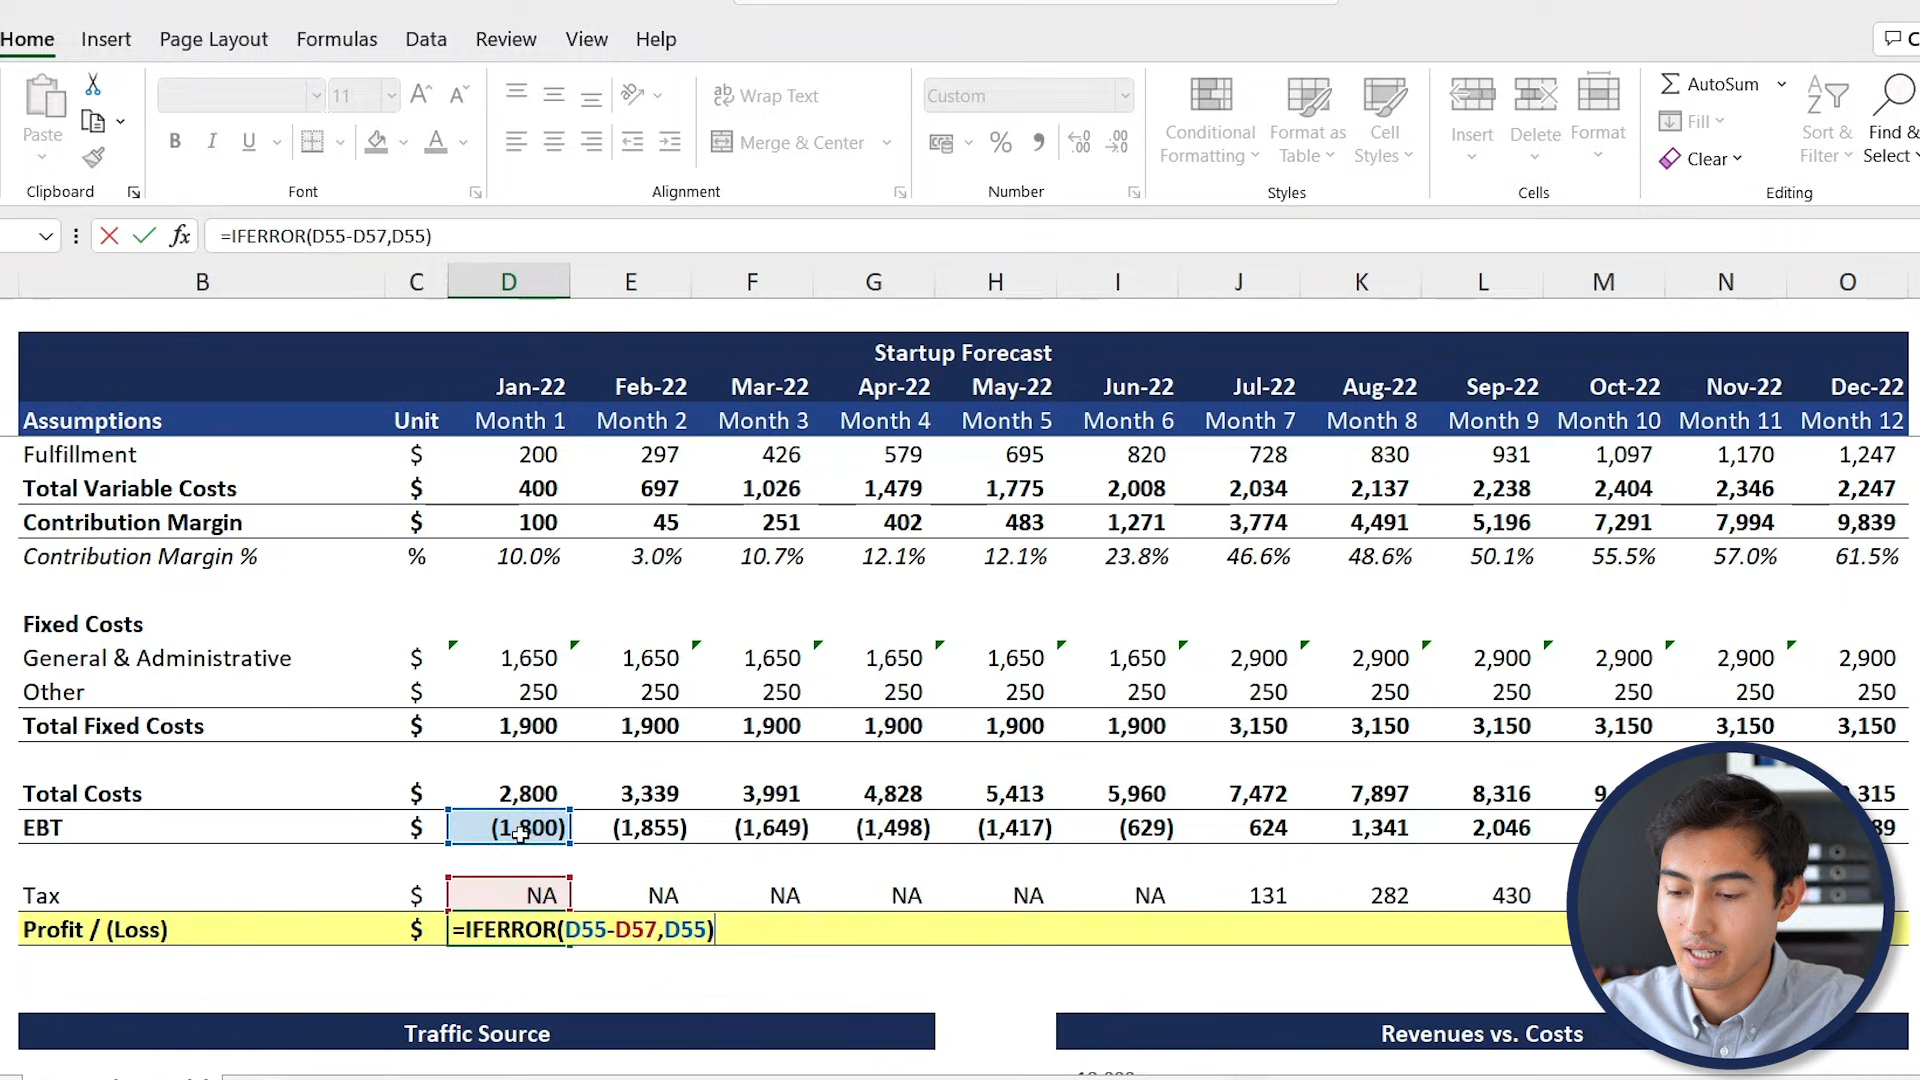 Home Insert Page Layout Formulas Data Review View Help C
Paste
11
B I U A
ab Wrap Text
Merge & Center
Custom
% 9 .00
Conditional Formatting
Format as Table
Cell Styles
Insert
Delete
Format
AutoSum
Fill
Clear
Sort & Filter
Find & Select
Clipboard Font Alignment Number Styles Cells Editing
fx =IFERROR(D55-D57,D55)
B C D E F G H I J K L M N O
Startup Forecast
Jan-22 Feb-22 Mar-22 Apr-22 May-22 Jun-22 Jul-22 Aug-22 Sep-22 Oct-22 Nov-22 Dec-22
Assumptions Unit Month 1 Month 2 Month 3 Month 4 Month 5 Month 6 Month 7 Month 8 Month 9 Month 10 Month 11 Month 12
Fulfillment $ 200 297 426 579 695 820 728 830 931 1,097 1,170 1,247
Total Variable Costs $ 400 697 1,026 1,479 1,775 2,008 2,034 2,137 2,238 2,404 2,346 2,247
Contribution Margin $ 100 45 251 402 483 1,271 3,774 4,491 5,196 7,291 7,994 9,839
Contribution Margin % % 10.0% 3.0% 10.7% 12.1% 12.1% 23.8% 46.6% 48.6% 50.1% 55.5% 57.0% 61.5%
Fixed Costs
General & Administrative $ 1,650 1,650 1,650 1,650 1,650 1,650 2,900 2,900 2,900 2,900 2,900 2,900
Other $ 250 250 250 250 250 250 250 250 250 250 250 250
Total Fixed Costs $ 1,900 1,900 1,900 1,900 1,900 1,900 3,150 3,150 3,150 3,150 3,150 3,150
Total Costs $ 2,800 3,339 3,991 4,828 5,413 5,960 7,472 7,897 8,316
EBT $ (1,800) (1,855) (1,649) (1,498) (1,417) (629) 624 1,341 2,046
Tax $ NA NA NA NA NA NA 131 282 430
Profit / (Loss) $ =IFERROR(D55-D57,D55)
Traffic Source Revenues vs. Costs